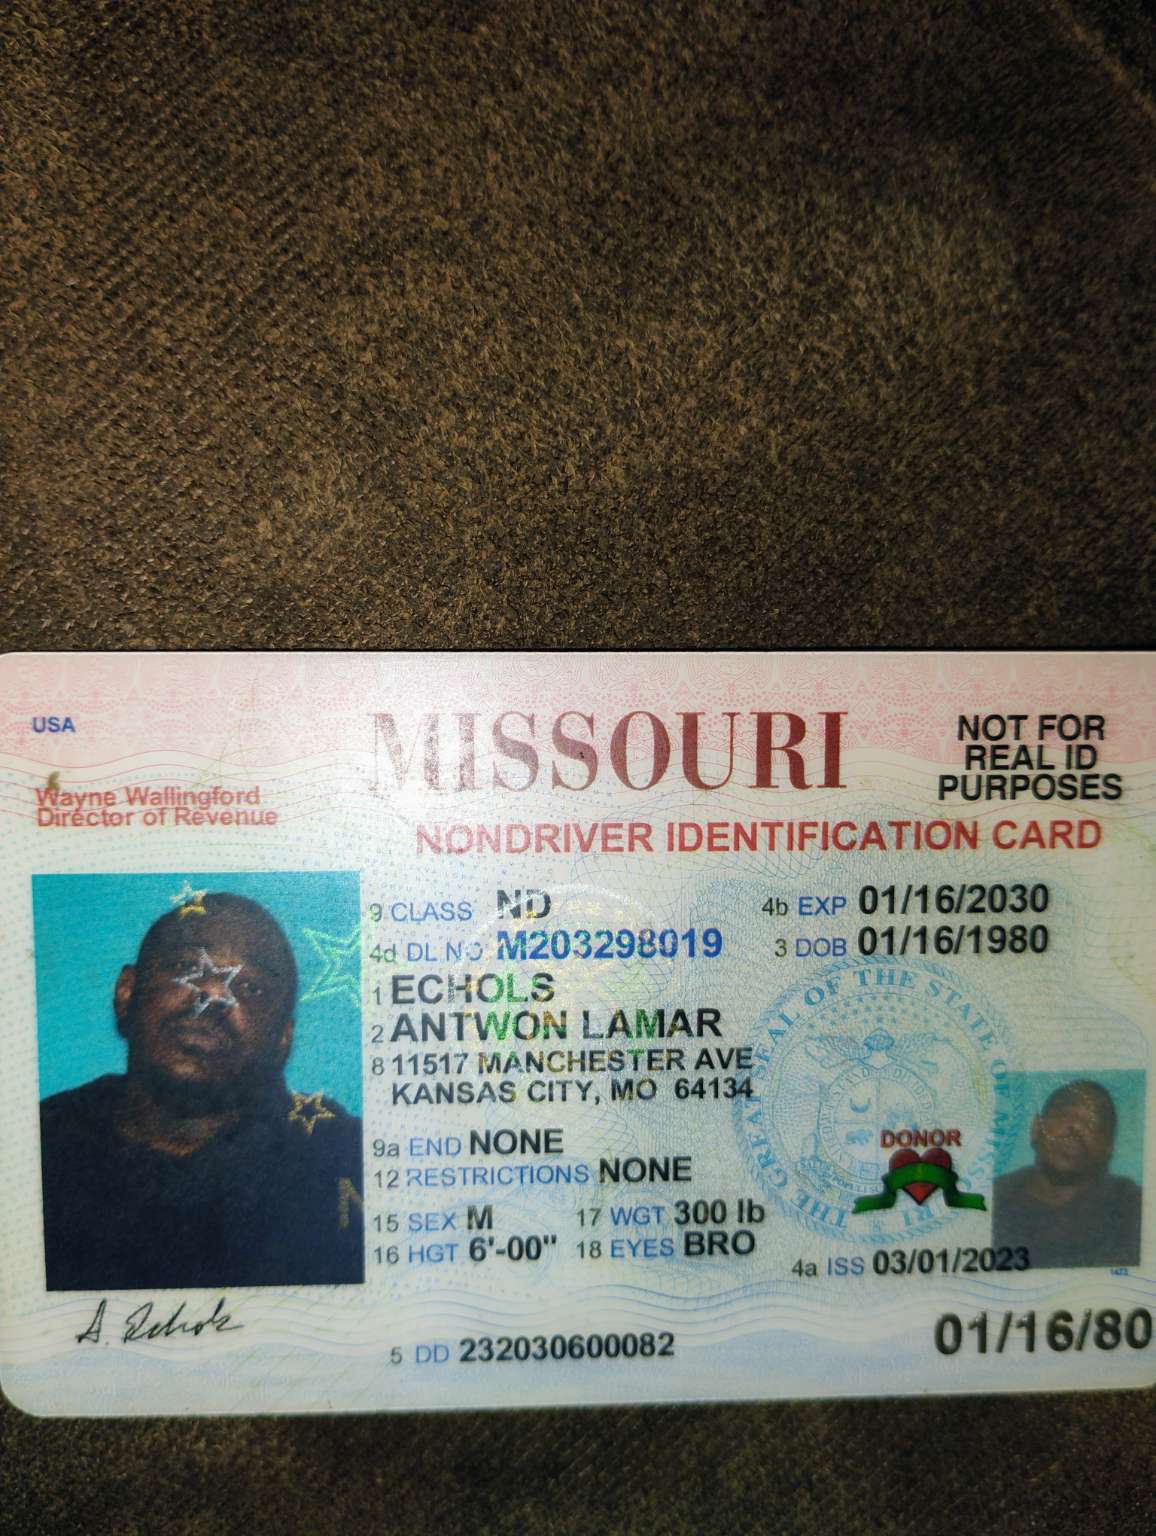 USA
MISSOURI
NOT FOR
REAL ID
PURPOSES
Wayne Wallingford
Director of Revenue
NONDRIVER IDENTIFICATION CARD
9 CLASS ND
4b EXP 01/16/2030
4d DL NO M203298019
3 DOB 01/16/1980
1 ECHOLS
2 ANTWON LAMAR
8 11517 MANCHESTER AVE
KANSAS CITY, MO 64134
9a END NONE
12 RESTRICTIONS NONE
15 SEX M 17 WGT 300 lb
16 HGT 6'-00" 18 EYES BRO
THE GREAT SEAL OF THE STATE OF MISSOURI
DONOR
4a ISS 03/01/2023
A. Echols
5 DD 232030600082
01/16/80